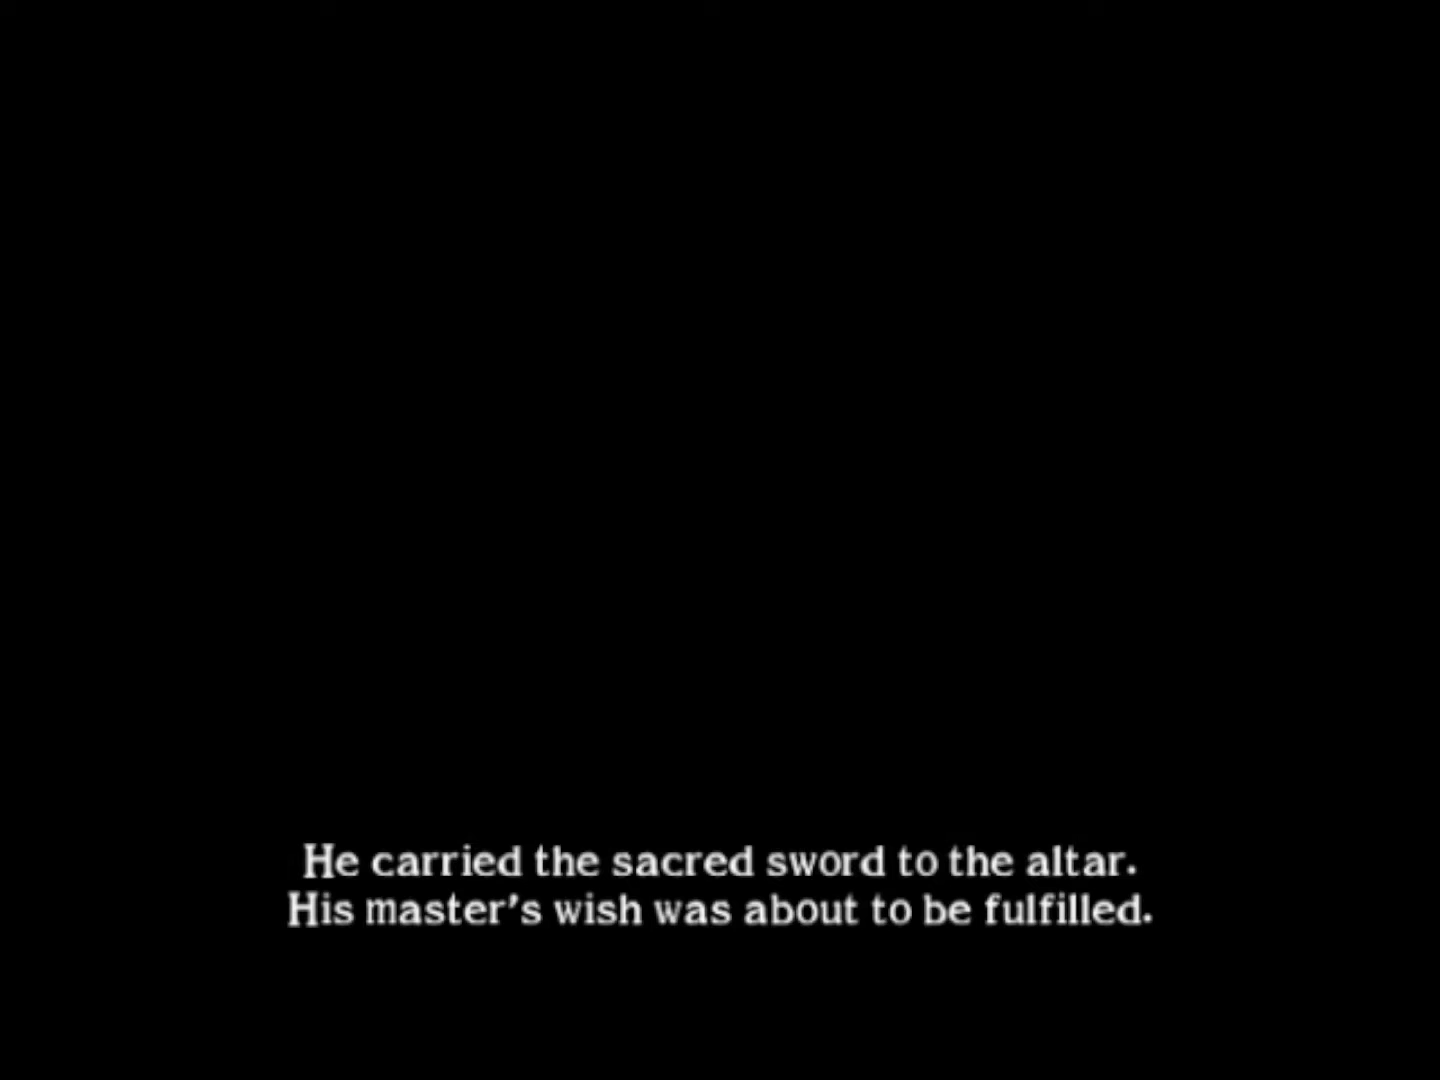 He carried the sacred sword to the altar.
His master's wish was about to be fulfilled.